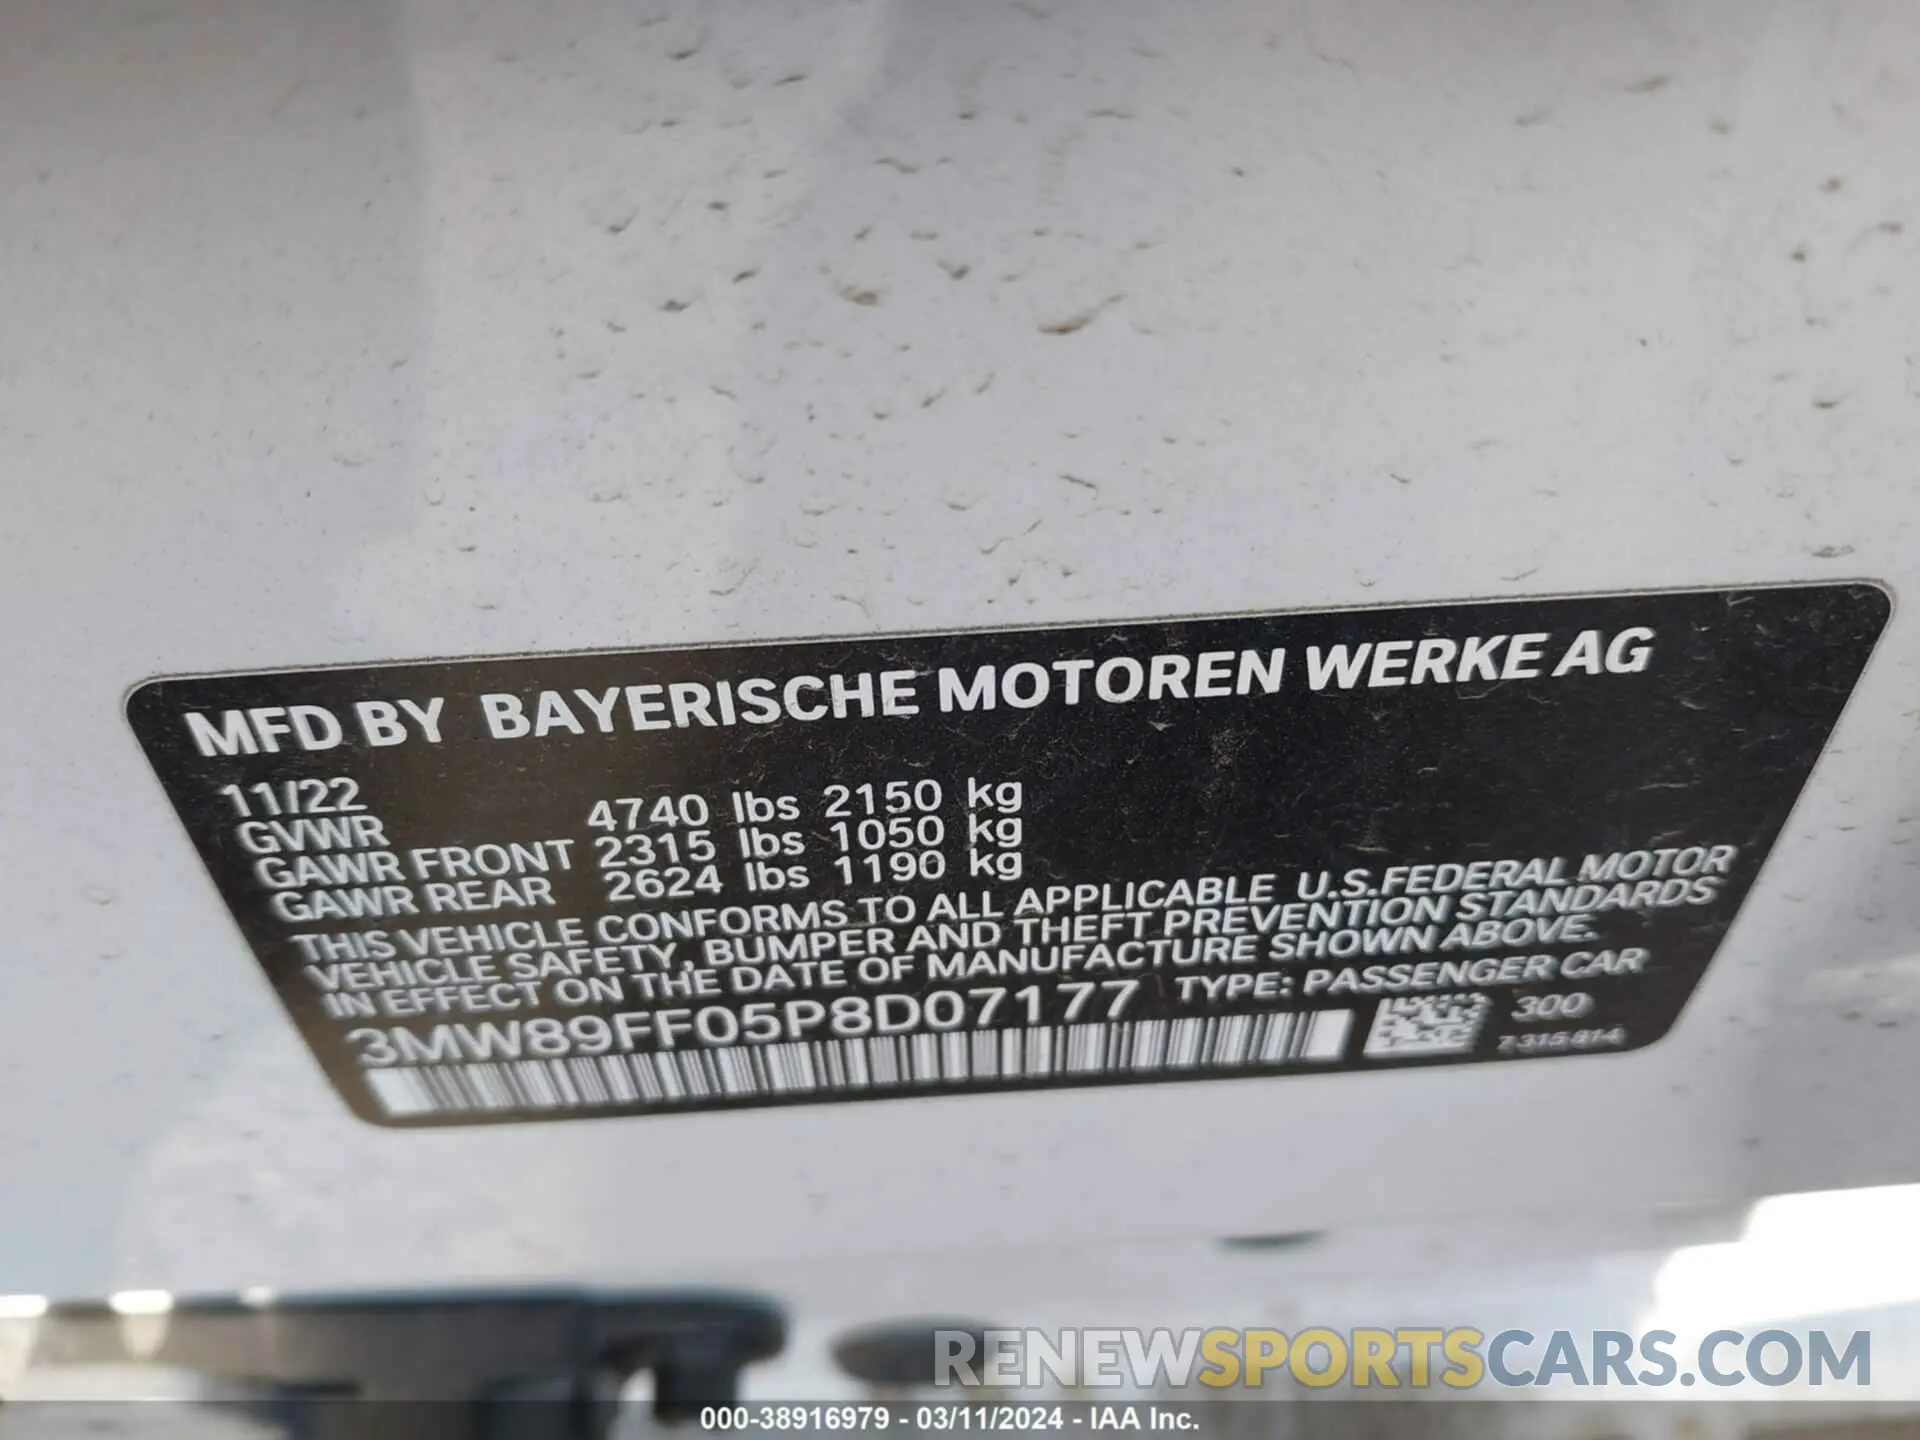 MFD BY BAYERISCHE MOTOREN WERKE AG
11/22
GVWR 4740 lbs 2150 kg
GAWR FRONT 2315 lbs 1050 kg
GAWR REAR 2624 lbs 1190 kg
THIS VEHICLE CONFORMS TO ALL APPLICABLE U.S.FEDERAL MOTOR
VEHICLE SAFETY, BUMPER AND THEFT PREVENTION STANDARDS
IN EFFECT ON THE DATE OF MANUFACTURE SHOWN ABOVE.
3MW89FF05P8D07177 TYPE: PASSENGER CAR
300
7 315 814
RENEWSPORTSCARS.COM
000-38916979 - 03/11/2024 - IAA Inc.